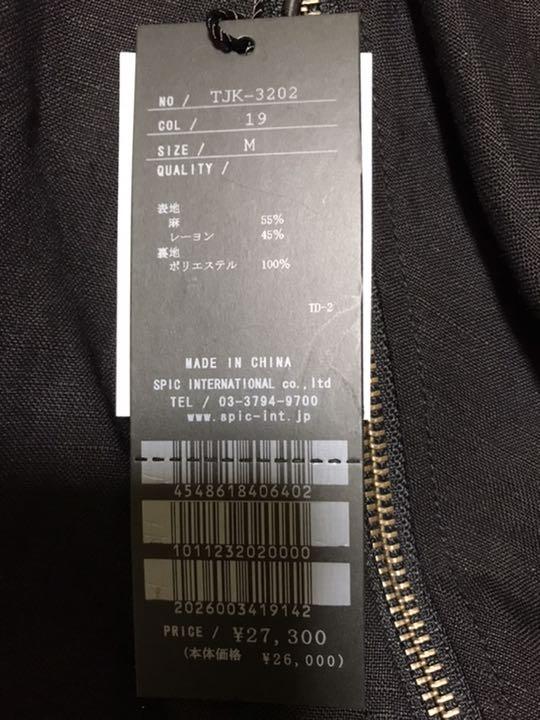 NO / TJK-3202
COL / 19
SIZE / M
QUALITY /
表地
麻 55%
レーヨン 45%
裏地
ポリエステル 100%
TD-2
MADE IN CHINA
SPIC INTERNATIONAL co.,ltd
TEL / 03-3794-9700
www.spic-int.jp
4548618406402
1011232020000
2026003419142
PRICE / ¥27,300
(本体価格 ¥26,000)